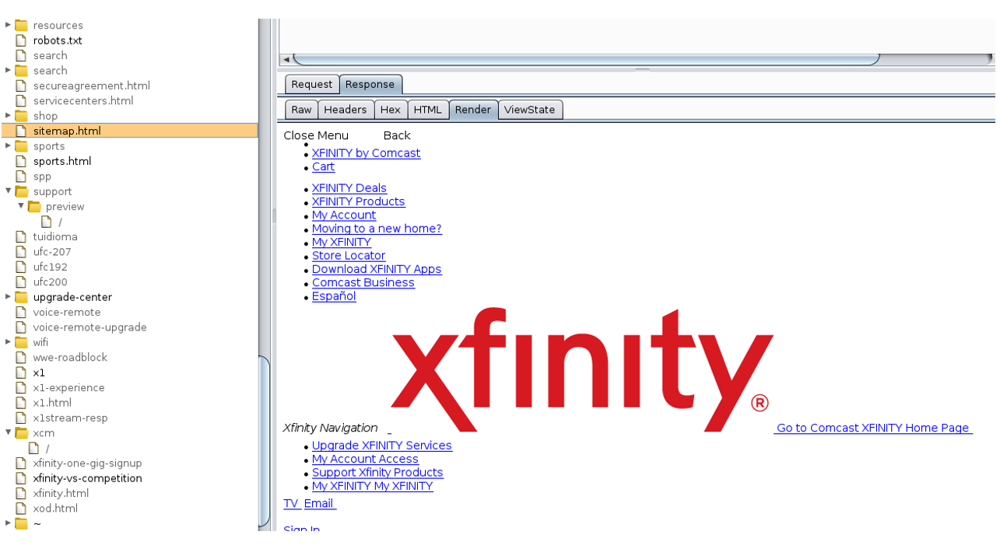 resources
robots.txt
search
search
secureagreement.html
servicecenters.html
shop
sitemap.html
sports
sports.html
spp
support
preview
/
tuidioma
ufc-207
ufc192
ufc200
upgrade-center
voice-remote
voice-remote-upgrade
wifi
wwe-roadblock
x1
x1-experience
x1.html
x1stream-resp
xcm
/
xfinity-one-gig-signup
xfinity-vs-competition
xfinity.html
xod.html
~
Request Response
Raw Headers Hex HTML Render ViewState
Close Menu Back
XFINITY by Comcast
Cart
XFINITY Deals
XFINITY Products
My Account
Moving to a new home?
My XFINITY
Store Locator
Download XFINITY Apps
Comcast Business
Español
xfinity®
Xfinity Navigation Go to Comcast XFINITY Home Page
Upgrade XFINITY Services
My Account Access
Support Xfinity Products
My XFINITY My XFINITY
TV Email
Sign In